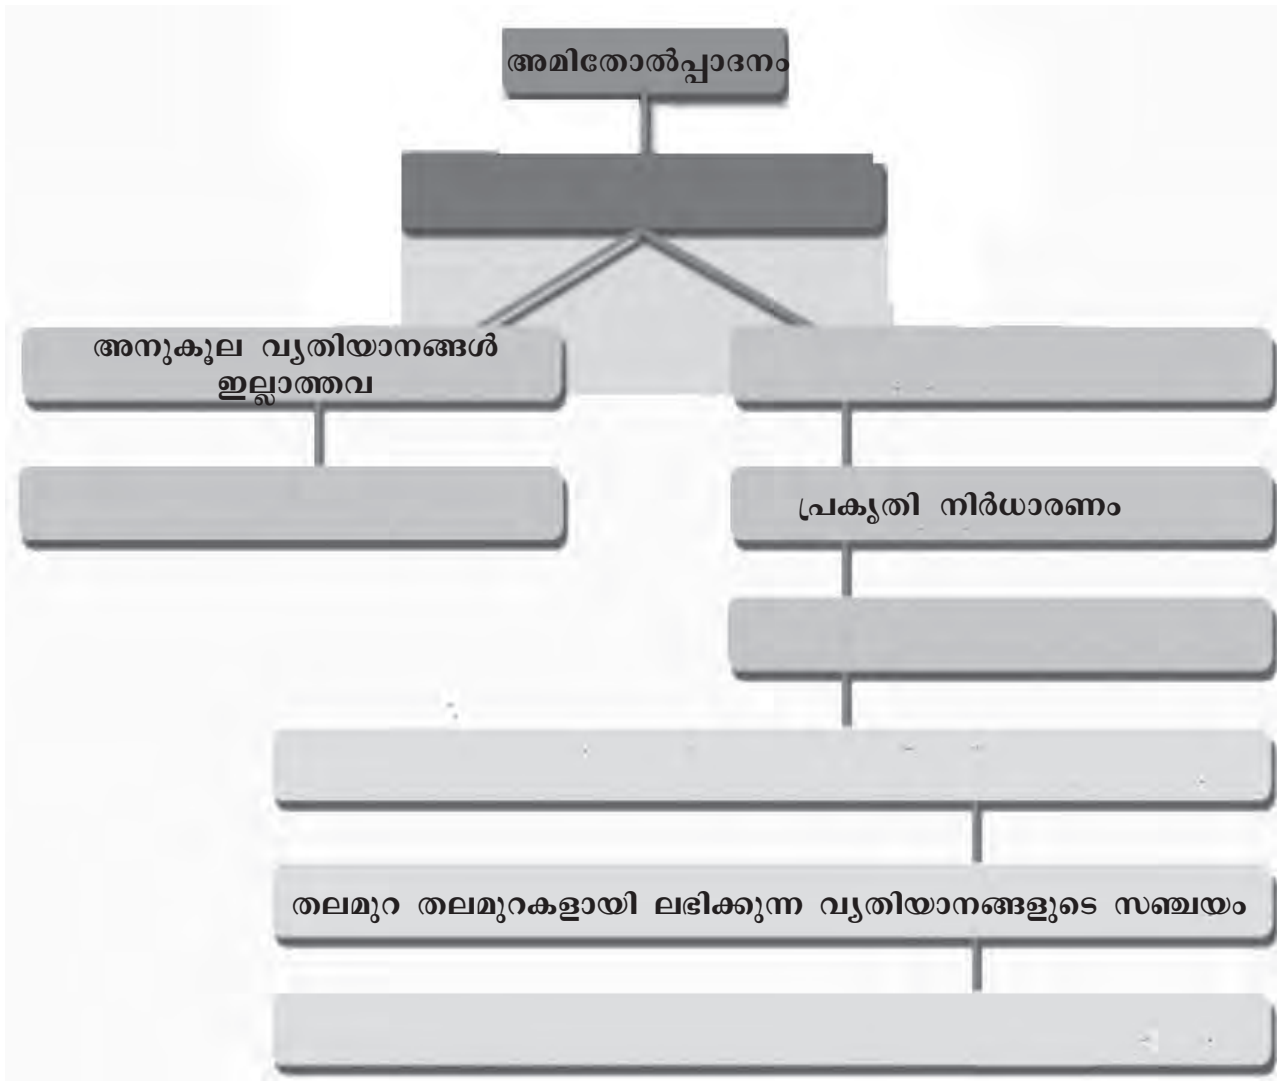 അമിതോൽപ്പാദനം
അനുകൂല വ്യതിയാനങ്ങൾ
ഇല്ലാത്തവ
പ്രകൃതി നിർധാരണം
തലമുറ തലമുറകളായി ലഭിക്കുന്ന വ്യതിയാനങ്ങളുടെ സഞ്ചയം